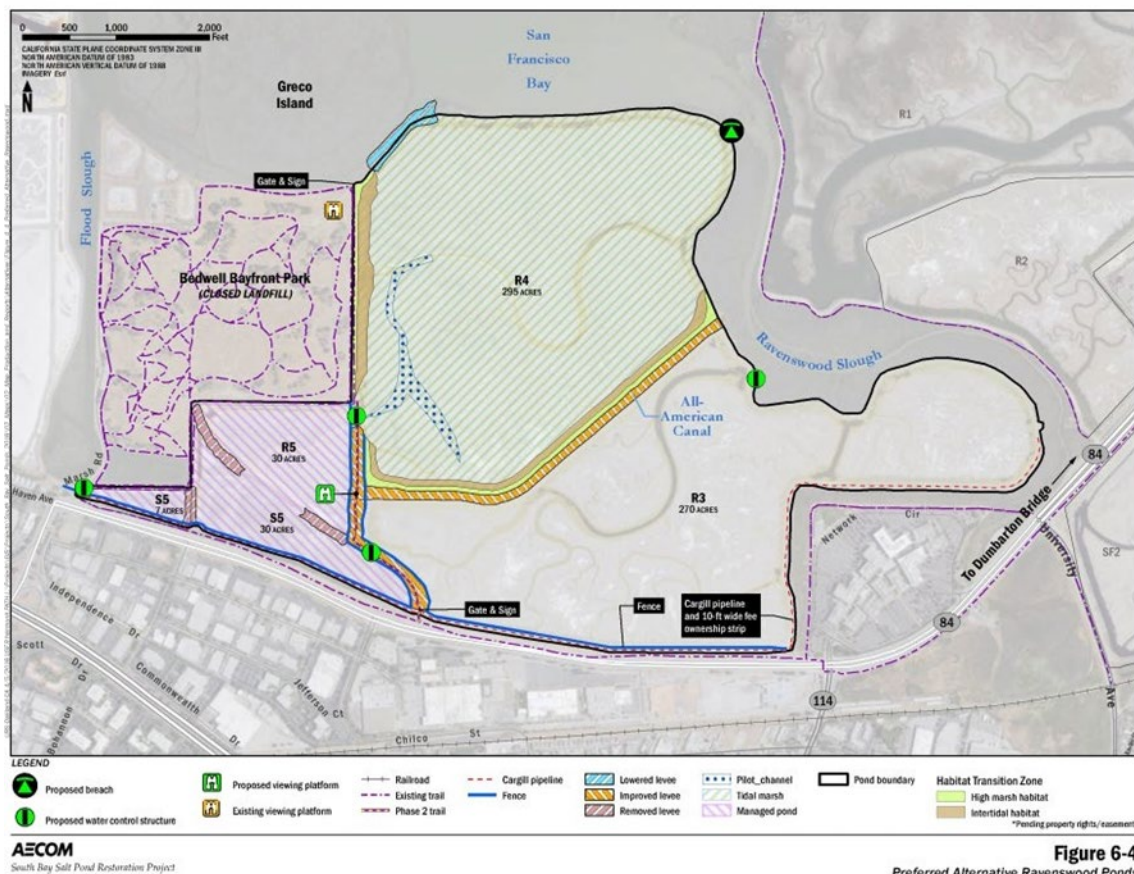 0 500 1,000 2,000
Feet
CALIFORNIA STATE PLANE COORDINATE SYSTEM ZONE III
NORTH AMERICAN DATUM OF 1983
NORTH AMERICAN VERTICAL DATUM OF 1988
IMAGERY Esri
N
San
Francisco
Bay
Greco
Island
R1
Flood Slough
Gate & Sign
R2
Bedwell Bayfront Park
(CLOSED LANDFILL)
R4
295 ACRES
Ravenswood Slough
All-
American
Canal
R5
30 ACRES
84
Marsh Rd
Haven Ave
S5
7 ACRES
S5
30 ACRES
R3
270 ACRES
Network Cir
To Dumbarton Bridge
University
Ave
SF2
Independence Dr
Gate & Sign
Fence
Cargill pipeline
and 10-ft wide fee
ownership strip
84
Scott
Dr
Commonwealth
Dr
Jefferson Ct
114
Bohannon
Dr
Chilco St
LEGEND
Proposed breach
Proposed water control structure
Proposed viewing platform
Existing viewing platform
Railroad
Existing trail
Phase 2 trail
Cargill pipeline
Fence
Lowered levee
Improved levee
Removed levee
Pilot_channel
Tidal marsh
Managed pond
Pond boundary
Habitat Transition Zone
High marsh habitat
Intertidal habitat
*Pending property rights/easement
AECOM
South Bay Salt Pond Restoration Project
Figure 6-4
Preferred Alternative Ravenswood Ponds